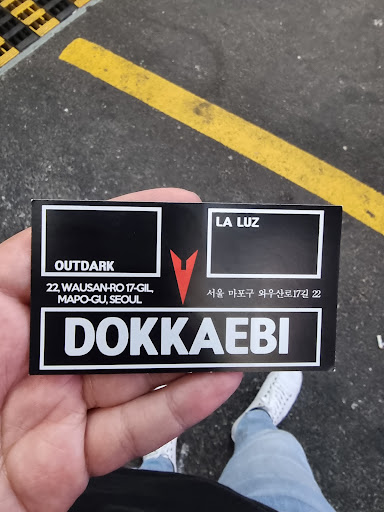 LA LUZ
OUTDARK
22, WAUSAN-RO 17-GIL,
MAPO-GU, SEOUL
서울 마포구 와우산로17길 22
DOKKAEBI